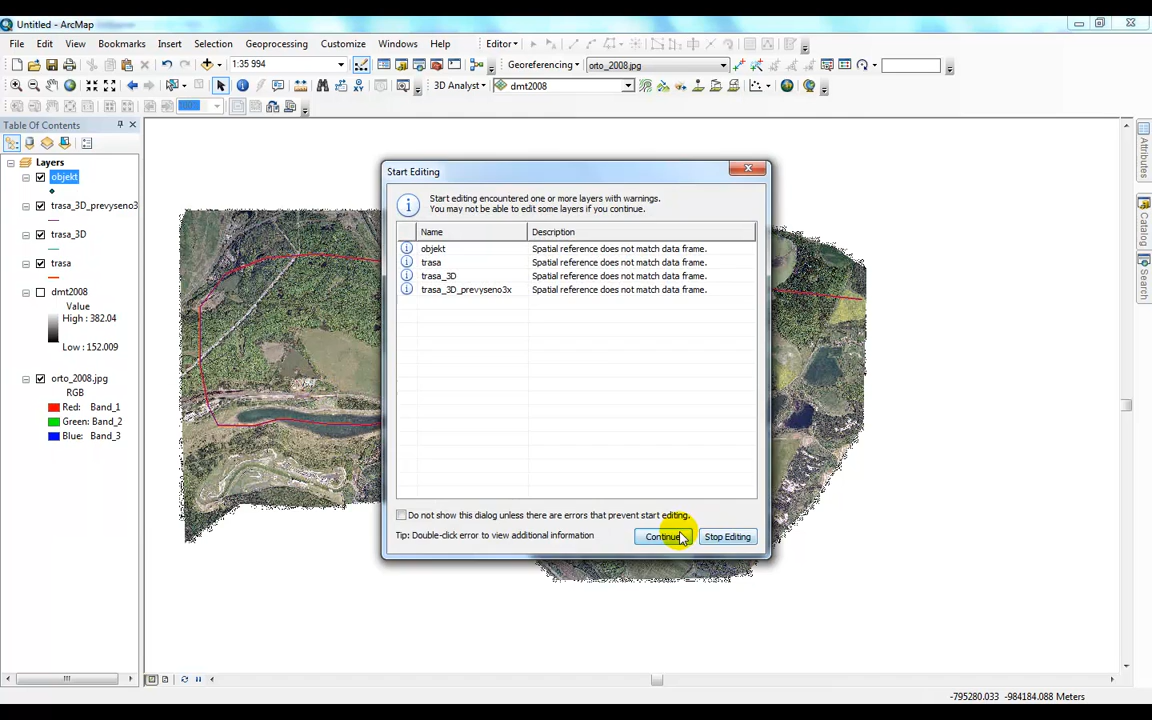 Untitled - ArcMap
File Edit View Bookmarks Insert Selection Geoprocessing Customize Windows Help Editor
1:35 994 Georeferencing orto_2008.jpg
3D Analyst dmt2008
Table Of Contents
Layers
objekt
trasa_3D_prevyseno3
trasa_3D
trasa
dmt2008
Value
High : 382.04
Low : 152.009
orto_2008.jpg
RGB
Red: Band_1
Green: Band_2
Blue: Band_3
Start Editing
Start editing encountered one or more layers with warnings.
You may not be able to edit some layers if you continue.
Name Description
objekt Spatial reference does not match data frame.
trasa Spatial reference does not match data frame.
trasa_3D Spatial reference does not match data frame.
trasa_3D_prevyseno3x Spatial reference does not match data frame.
Do not show this dialog unless there are errors that prevent start editing.
Tip: Double-click error to view additional information
Continue Stop Editing
Attributes
Catalog
Search
-795280.033 -984184.088 Meters